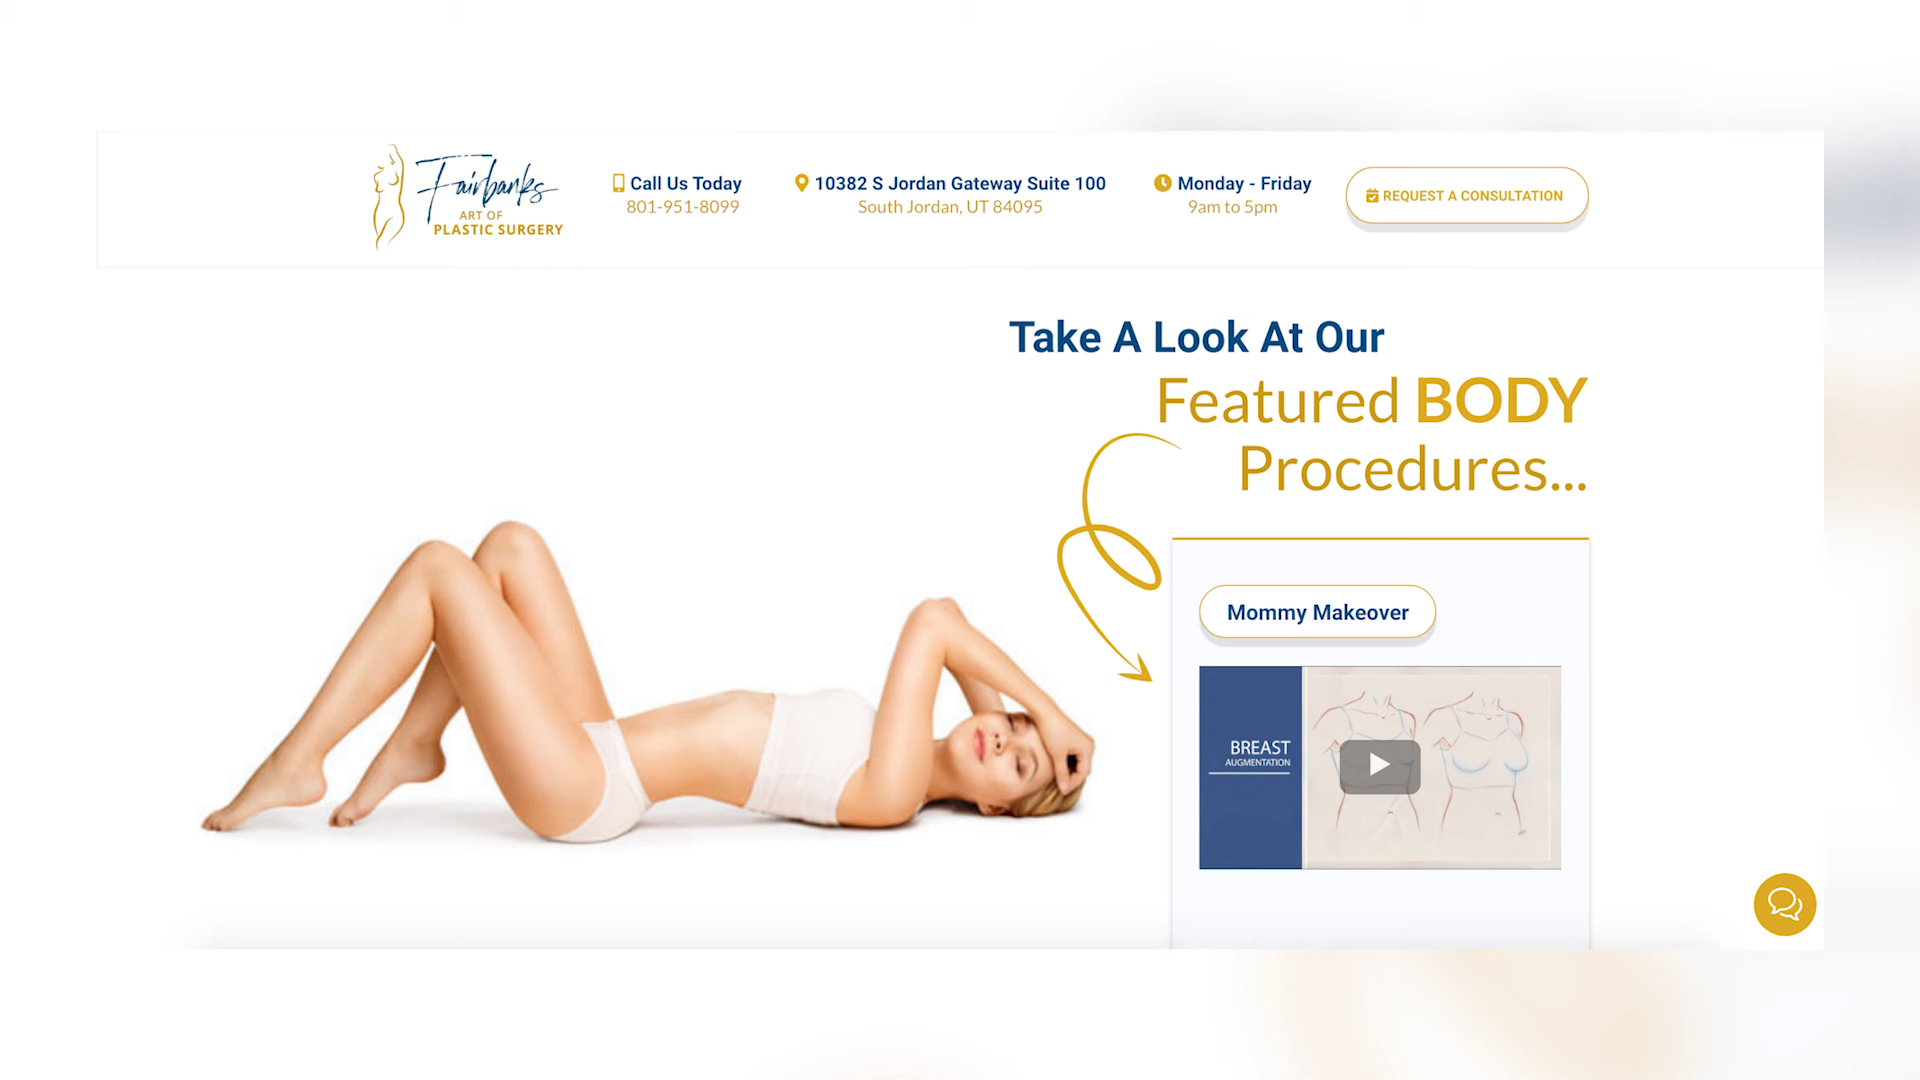 Fairbanks
ART OF
PLASTIC SURGERY
Call Us Today
801-951-8099
10382 S Jordan Gateway Suite 100
South Jordan, UT 84095
Monday - Friday
9am to 5pm
REQUEST A CONSULTATION
Take A Look At Our
Featured BODY
Procedures...
Mommy Makeover
BREAST
AUGMENTATION